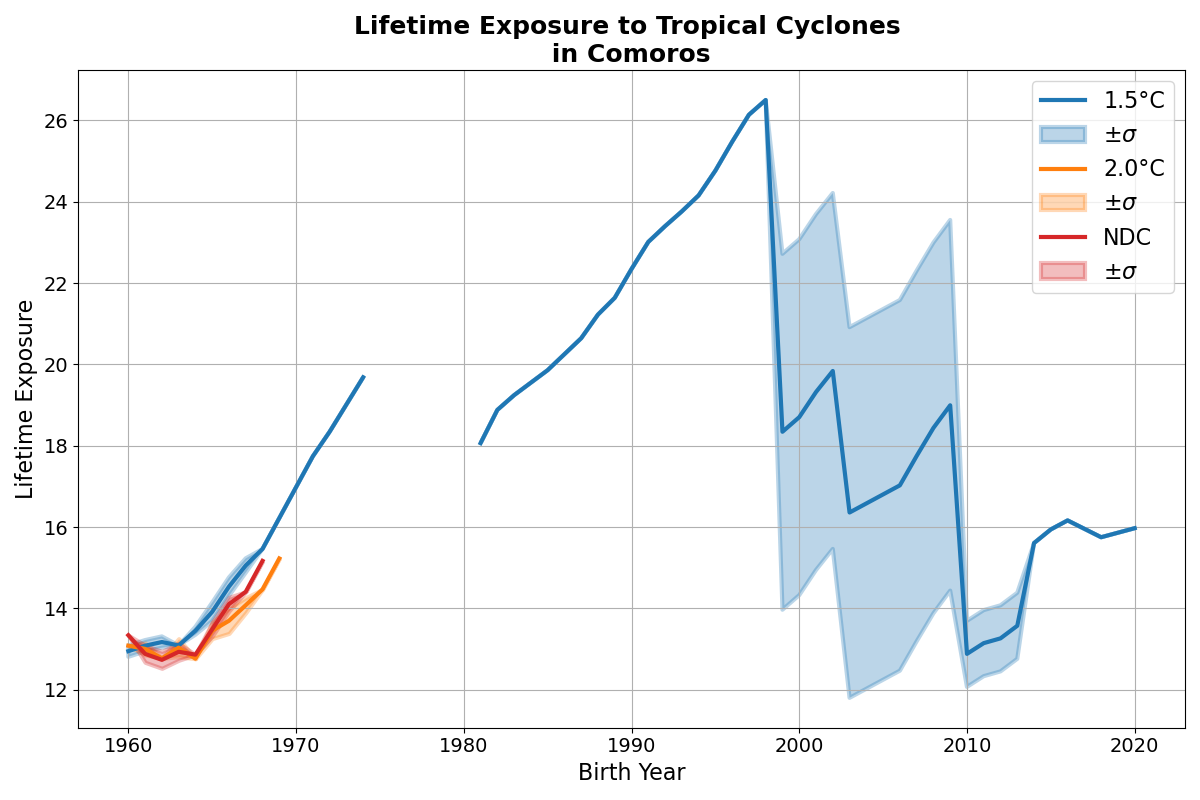 Lifetime Exposure to Tropical Cyclones
in Comoros
Lifetime Exposure
26
24
22
20
18
16
14
12
1.5°C
±σ
2.0°C
±σ
NDC
±σ
1960 1970 1980 1990 2000 2010 2020
Birth Year